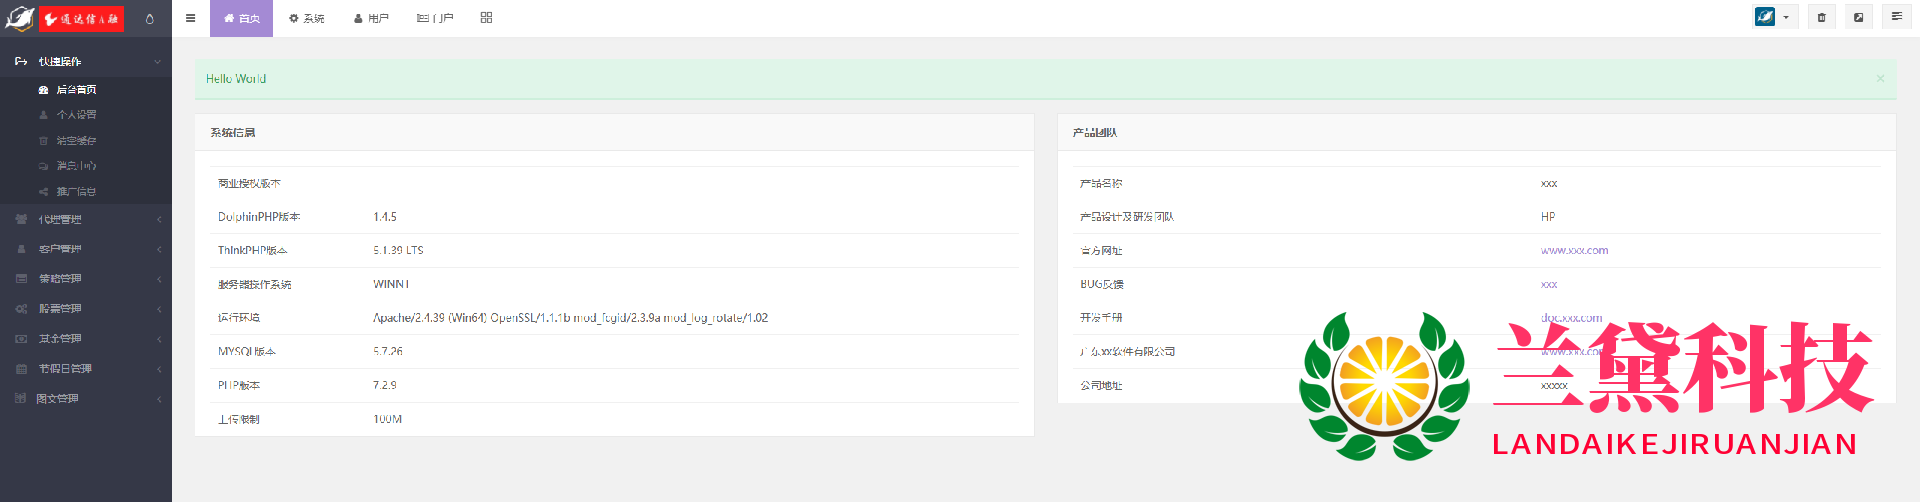 通达信A融
首页
系统
用户
门户
快捷操作
后台首页
个人设置
清空缓存
消息中心
推广信息
代理管理
客户管理
策略管理
股票管理
基金管理
节假日管理
图文管理
Hello World
×
系统信息
商业授权版本
DolphinPHP版本 1.4.5
ThinkPHP版本 5.1.39 LTS
服务器操作系统 WINNT
运行环境 Apache/2.4.39 (Win64) OpenSSL/1.1.1b mod_fcgid/2.3.9a mod_log_rotate/1.02
MYSQL版本 5.7.26
PHP版本 7.2.9
上传限制 100M
产品团队
产品名称 xxx
产品设计及研发团队 HP
官方网址 www.xxx.com
BUG反馈 xxx
开发手册 doc.xxx.com
广东xx软件有限公司 www.xxx.com
公司地址 xxxxx
兰黛科技
LANDAIKEJIRUANJIAN